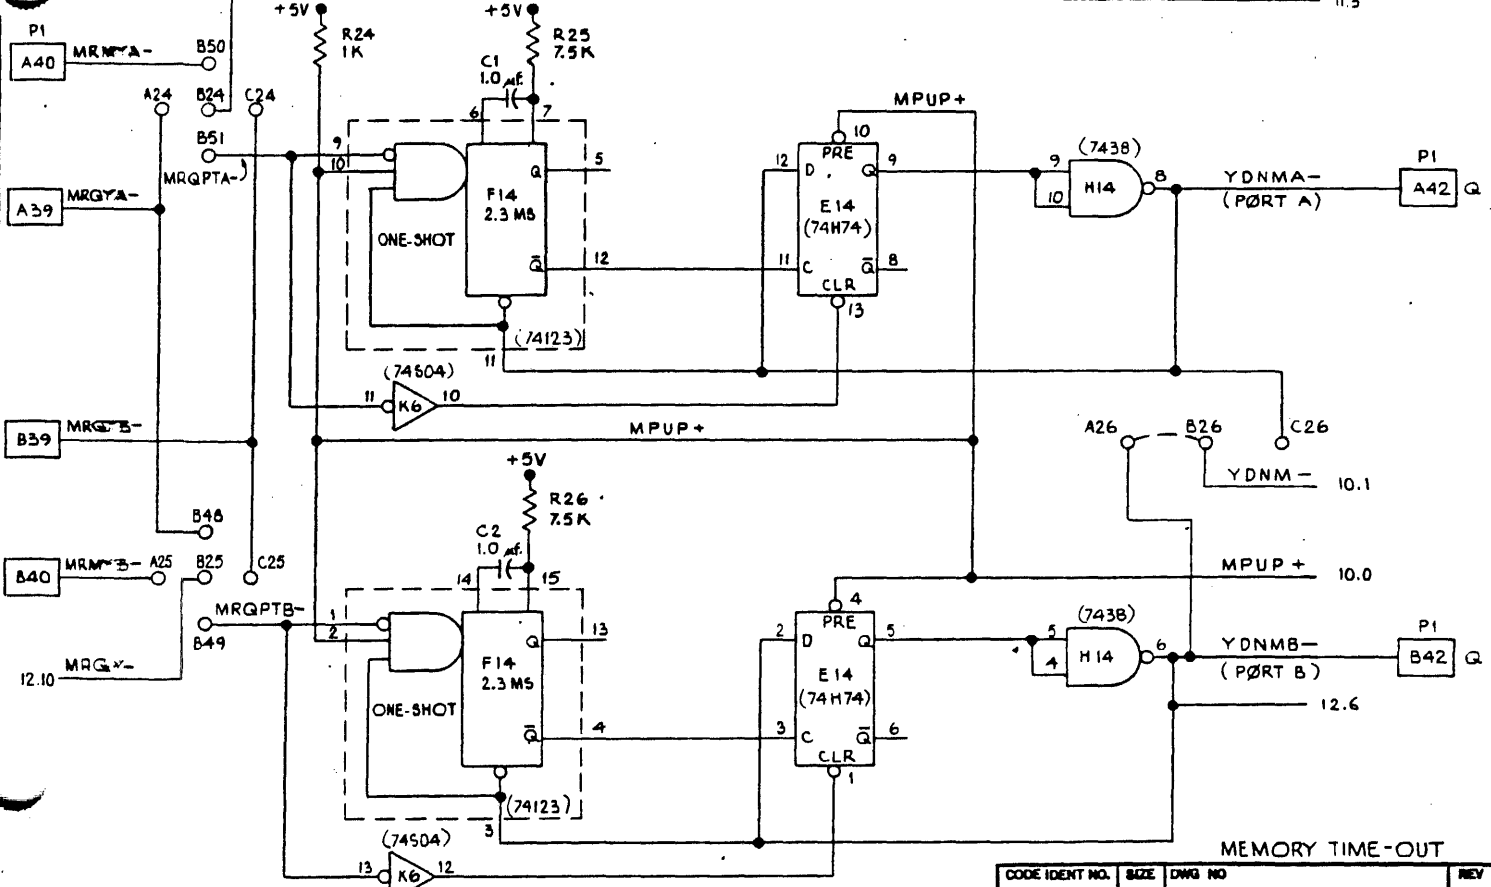 +5V
+5V
11.3
P1
A40
B50
R24
1K
C1
1.0 µf.
R25
7.5K
A24
B24
C24
6
7
MPUP+
B51
MRQPTA-
9
10
5
Q
F14
2.3 MS
ONE-SHOT
Q̅
12
(74123)
11
10
PRE
12
D
Q
9
E14
(74H74)
11
C
Q̅
8
CLR
13
(7438)
9
10
H14
8
YDNMA-
(PØRT A)
P1
A42
Q
A39
(74S04)
11
K6
10
MPUP+
B39
A26
B26
C26
YDNM-
10.1
+5V
R26
7.5K
C2
1.0 µf.
B48
B40
A25
B25
C25
14
15
MPUP+
10.0
MRQPTB-
B49
1
2
13
Q
F14
2.3 MS
ONE-SHOT
Q̅
4
(74123)
3
4
PRE
2
D
Q
5
E14
(74H74)
3
C
Q̅
6
CLR
1
(7438)
5
4
H14
6
YDNMB-
(PØRT B)
P1
B42
Q
12.6
12.10
(74S04)
13
K6
12
MEMORY TIME-OUT
CODE IDENT NO.
SIZE
DWG NO
REV